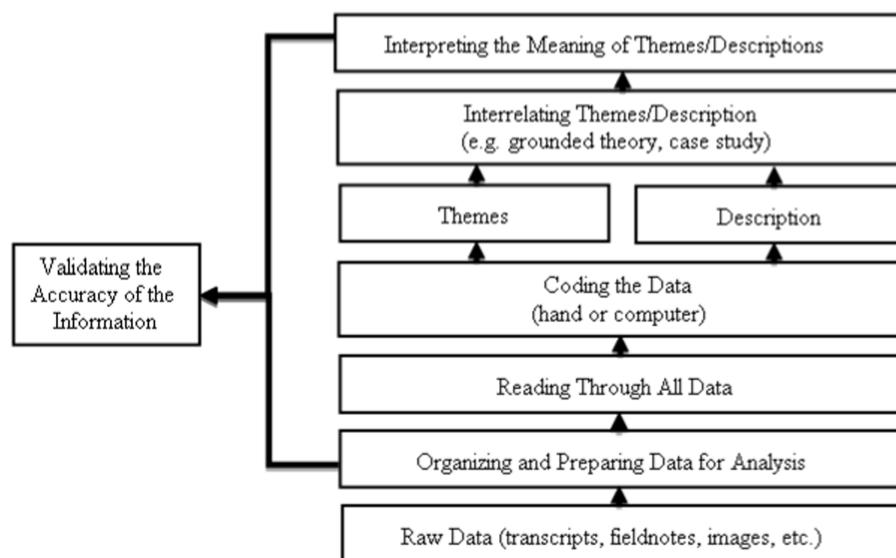 Interpreting the Meaning of Themes/Descriptions
Interrelating Themes/Description
(e.g. grounded theory, case study)
Themes
Description
Validating the
Accuracy of the
Information
Coding the Data
(hand or computer)
Reading Through All Data
Organizing and Preparing Data for Analysis
Raw Data (transcripts, fieldnotes, images, etc.)